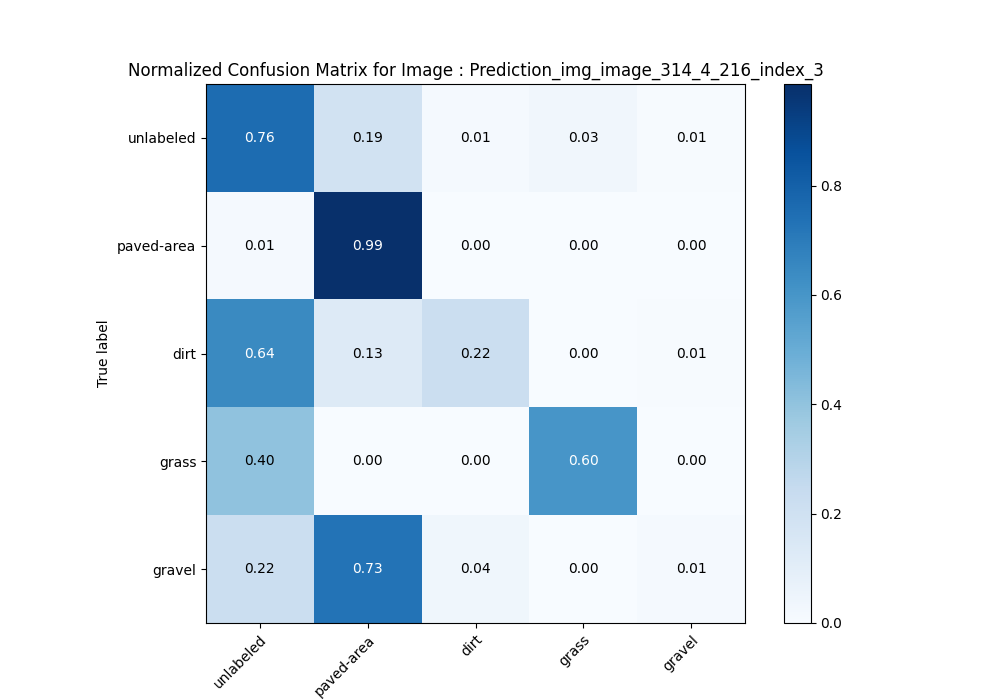 Normalized Confusion Matrix for Image : Prediction_img_image_314_4_216_index_3
unlabeled 0.76 0.19 0.01 0.03 0.01
paved-area 0.01 0.99 0.00 0.00 0.00
dirt 0.64 0.13 0.22 0.00 0.01
grass 0.40 0.00 0.00 0.60 0.00
gravel 0.22 0.73 0.04 0.00 0.01
True label
unlabeled paved-area dirt grass gravel
0.8
0.6
0.4
0.2
0.0